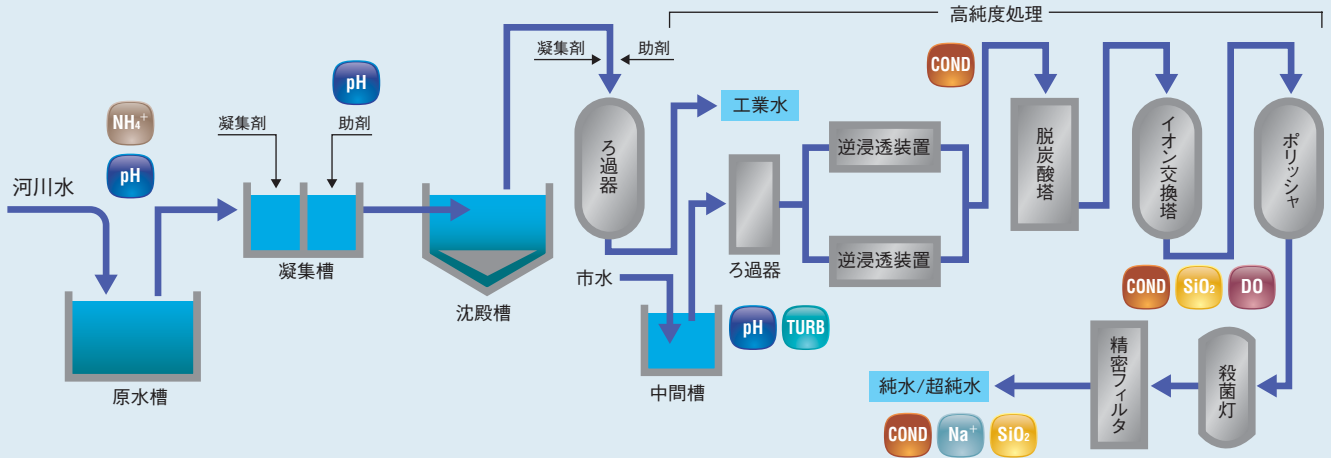 高純度処理
凝集剤
助剤
COND
pH
NH₄⁺
凝集剤
助剤
工業水
ろ過器
逆浸透装置
脱炭酸塔
イオン交換塔
ポリッシャ
pH
河川水
凝集槽
ろ過器
逆浸透装置
沈殿槽
市水
COND
SiO₂
DO
pH
TURB
原水槽
中間槽
純水/超純水
精密フィルタ
殺菌灯
COND
Na⁺
SiO₂